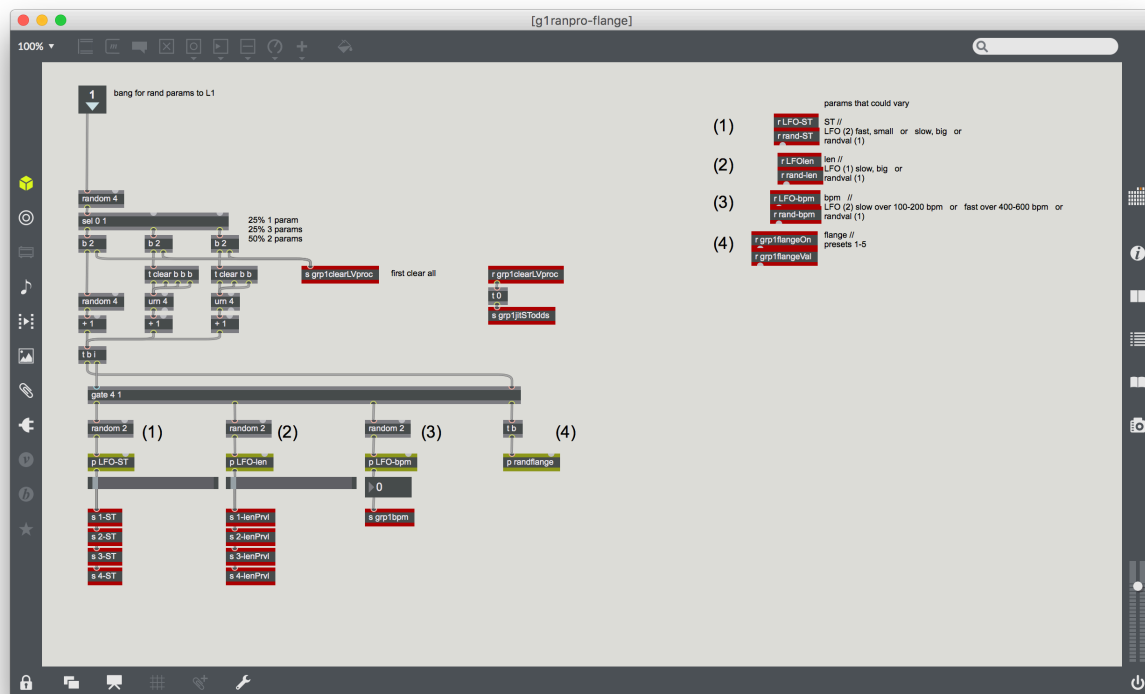 [g1ranpro-flange]
100% ▼
1
bang for rand params to L1
params that could vary
(1)
r LFO-ST
ST //
r rand-ST
LFO (2) fast, small or slow, big or
randval (1)
(2)
r LFOlen
len //
r rand-len
LFO (1) slow, big or
randval (1)
(3)
r LFO-bpm
bpm //
r rand-bpm
LFO (2) slow over 100-200 bpm or fast over 400-600 bpm or
randval (1)
(4)
r grp1flangeOn
flange //
presets 1-5
r grp1flangeVal
random 4
sel 0 1
25% 1 param
25% 3 params
50% 2 params
b 2
b 2
b 2
t clear b b b
t clear b b
s grp1clearLVproc
first clear all
r grp1clearLVproc
random 4
urn 4
urn 4
t 0
+ 1
+ 1
+ 1
s grp1jitSTodds
t b i
gate 4 1
random 2
(1)
random 2
(2)
random 2
(3)
t b
(4)
p LFO-ST
p LFO-len
p LFO-bpm
p randflange
0
s 1-ST
s 1-lenPrvl
s grp1bpm
s 2-ST
s 2-lenPrvl
s 3-ST
s 3-lenPrvl
s 4-ST
s 4-lenPrvl